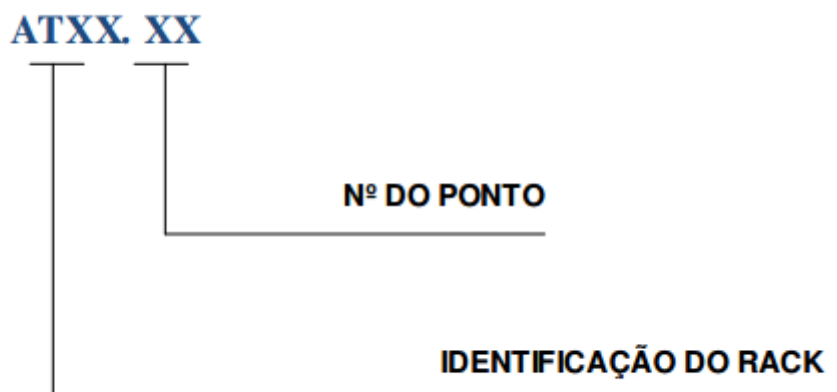 ATXX. XX
Nº DO PONTO
IDENTIFICAÇÃO DO RACK